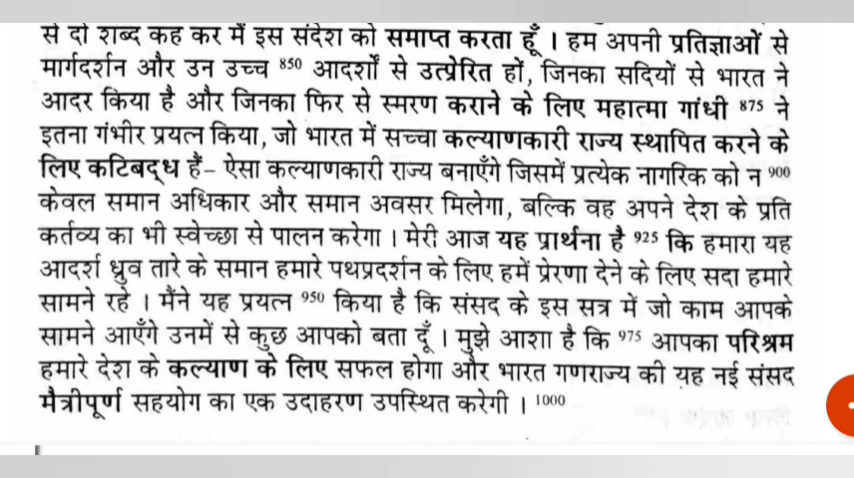 से दो शब्द कह कर मैं इस संदेश को समाप्त करता हूँ । हम अपनी प्रतिज्ञाओं से
मार्गदर्शन और उन उच्च 850 आदर्शों से उत्प्रेरित हों, जिनका सदियों से भारत ने
आदर किया है और जिनका फिर से स्मरण कराने के लिए महात्मा गांधी 875 ने
इतना गंभीर प्रयत्न किया, जो भारत में सच्चा कल्याणकारी राज्य स्थापित करने के
लिए कटिबद्ध हैं– ऐसा कल्याणकारी राज्य बनाएँगे जिसमें प्रत्येक नागरिक को न 900
केवल समान अधिकार और समान अवसर मिलेगा, बल्कि वह अपने देश के प्रति
कर्तव्य का भी स्वेच्छा से पालन करेगा । मेरी आज यह प्रार्थना है 925 कि हमारा यह
आदर्श ध्रुव तारे के समान हमारे पथप्रदर्शन के लिए हमें प्रेरणा देने के लिए सदा हमारे
सामने रहे । मैंने यह प्रयत्न 950 किया है कि संसद के इस सत्र में जो काम आपके
सामने आएँगे उनमें से कुछ आपको बता दूँ । मुझे आशा है कि 975 आपका परिश्रम
हमारे देश के कल्याण के लिए सफल होगा और भारत गणराज्य की यह नई संसद
मैत्रीपूर्ण सहयोग का एक उदाहरण उपस्थित करेगी । 1000